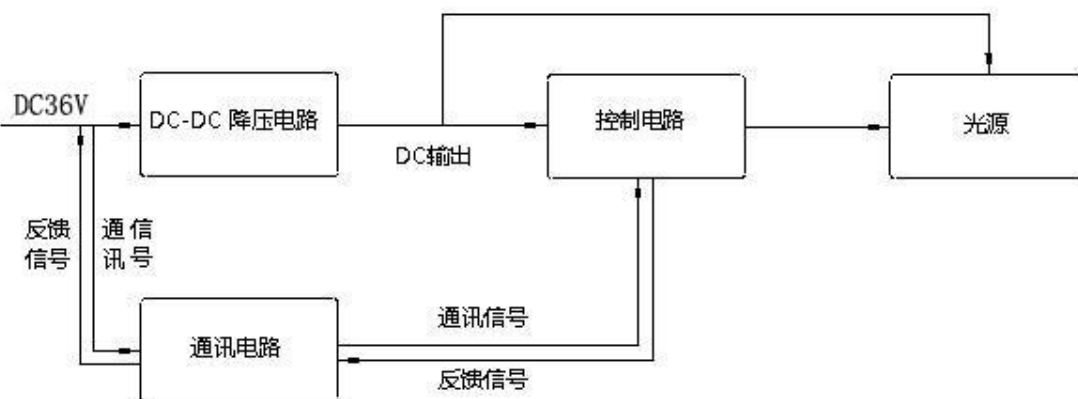 DC36V
DC-DC 降压电路
控制电路
光源
DC输出
反馈
信号
通信
讯号
通讯信号
通讯电路
反馈信号